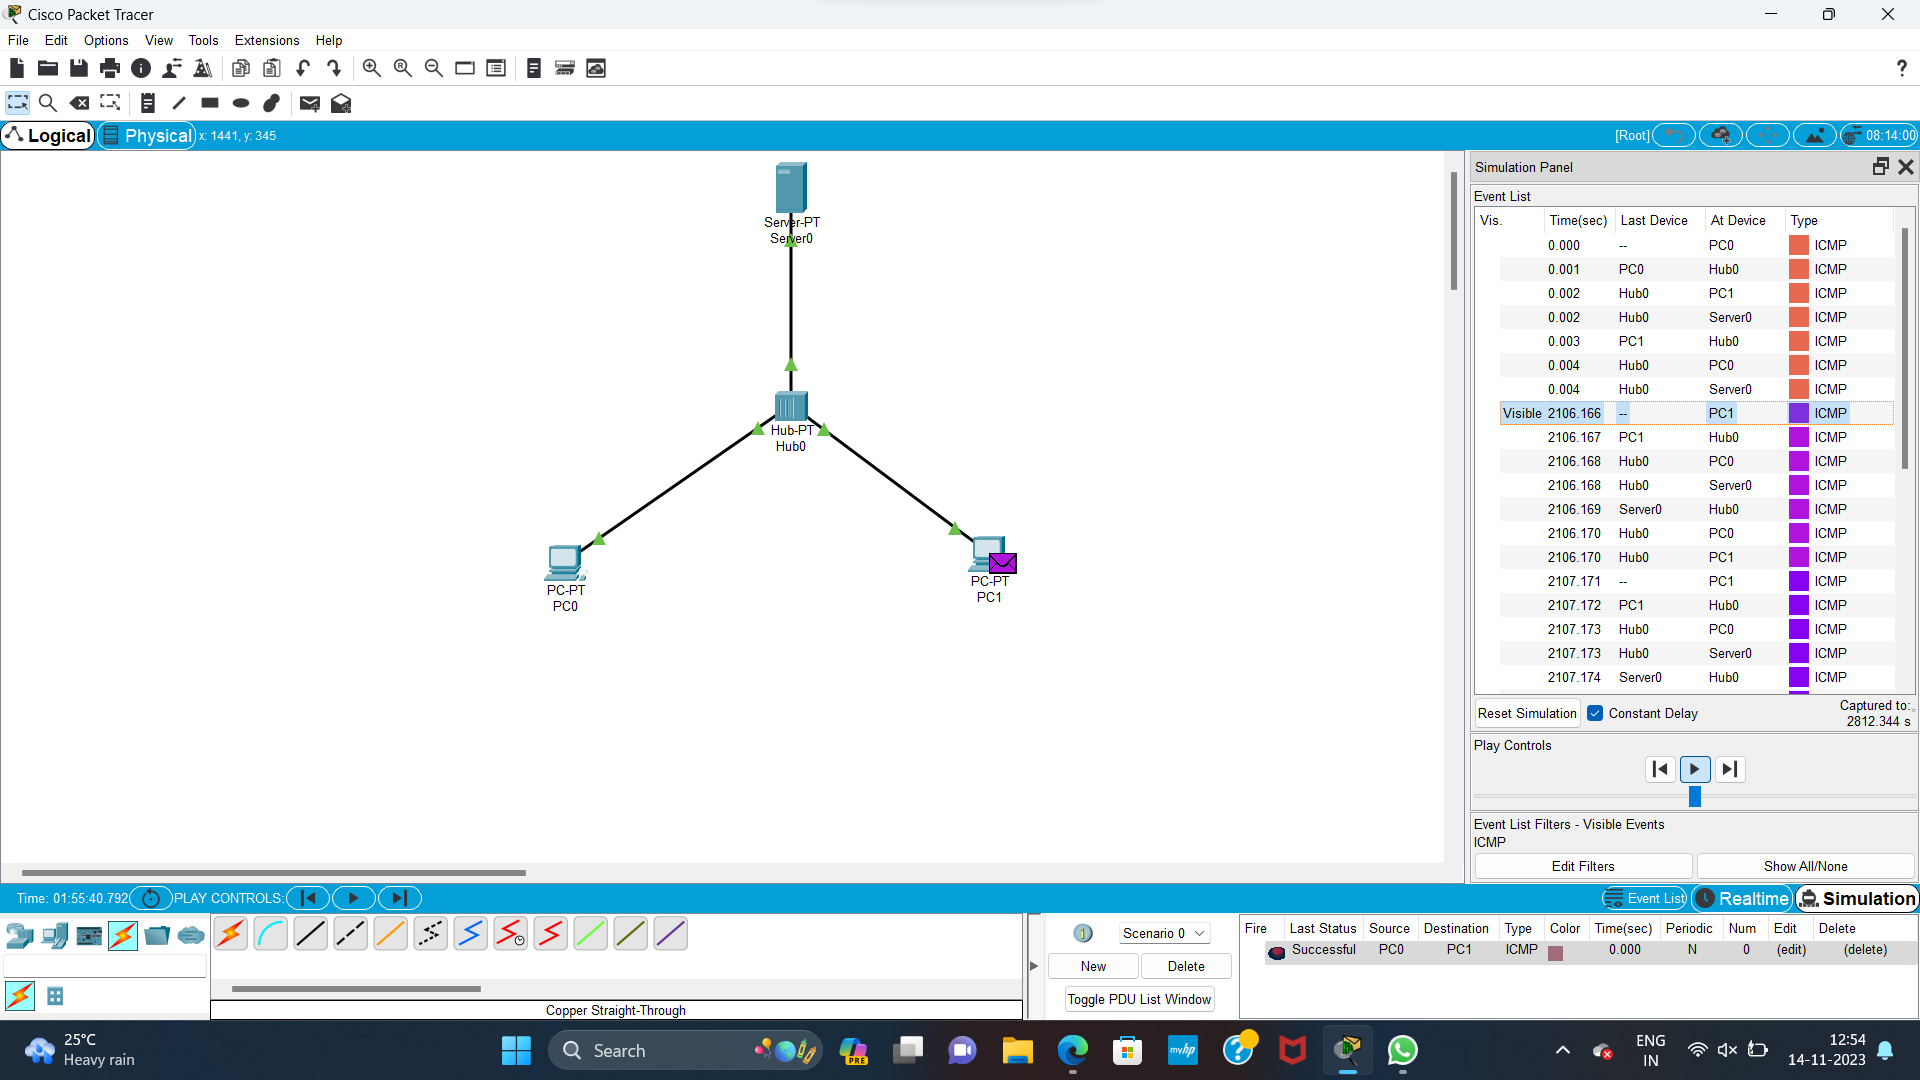 Cisco Packet Tracer
File Edit Options View Tools Extensions Help
?
Logical Physical x: 1441, y: 345 [Root] 08:14:00
Server-PT
Server0
Hub-PT
Hub0
PC-PT
PC0
PC-PT
PC1
Simulation Panel
Event List
Vis. Time(sec) Last Device At Device Type
0.000 -- PC0 ICMP
0.001 PC0 Hub0 ICMP
0.002 Hub0 PC1 ICMP
0.002 Hub0 Server0 ICMP
0.003 PC1 Hub0 ICMP
0.004 Hub0 PC0 ICMP
0.004 Hub0 Server0 ICMP
Visible 2106.166 -- PC1 ICMP
2106.167 PC1 Hub0 ICMP
2106.168 Hub0 PC0 ICMP
2106.168 Hub0 Server0 ICMP
2106.169 Server0 Hub0 ICMP
2106.170 Hub0 PC0 ICMP
2106.170 Hub0 PC1 ICMP
2107.171 -- PC1 ICMP
2107.172 PC1 Hub0 ICMP
2107.173 Hub0 PC0 ICMP
2107.173 Hub0 Server0 ICMP
2107.174 Server0 Hub0 ICMP
Reset Simulation Constant Delay Captured to:
2812.344 s
Play Controls
Event List Filters - Visible Events
ICMP
Edit Filters Show All/None
Time: 01:55:40.792 PLAY CONTROLS: Event List Realtime Simulation
Scenario 0
New Delete
Toggle PDU List Window
Fire Last Status Source Destination Type Color Time(sec) Periodic Num Edit Delete
Successful PC0 PC1 ICMP 0.000 N 0 (edit) (delete)
Copper Straight-Through
25°C
Heavy rain
Search
PRE
myhp
ENG
IN
12:54
14-11-2023